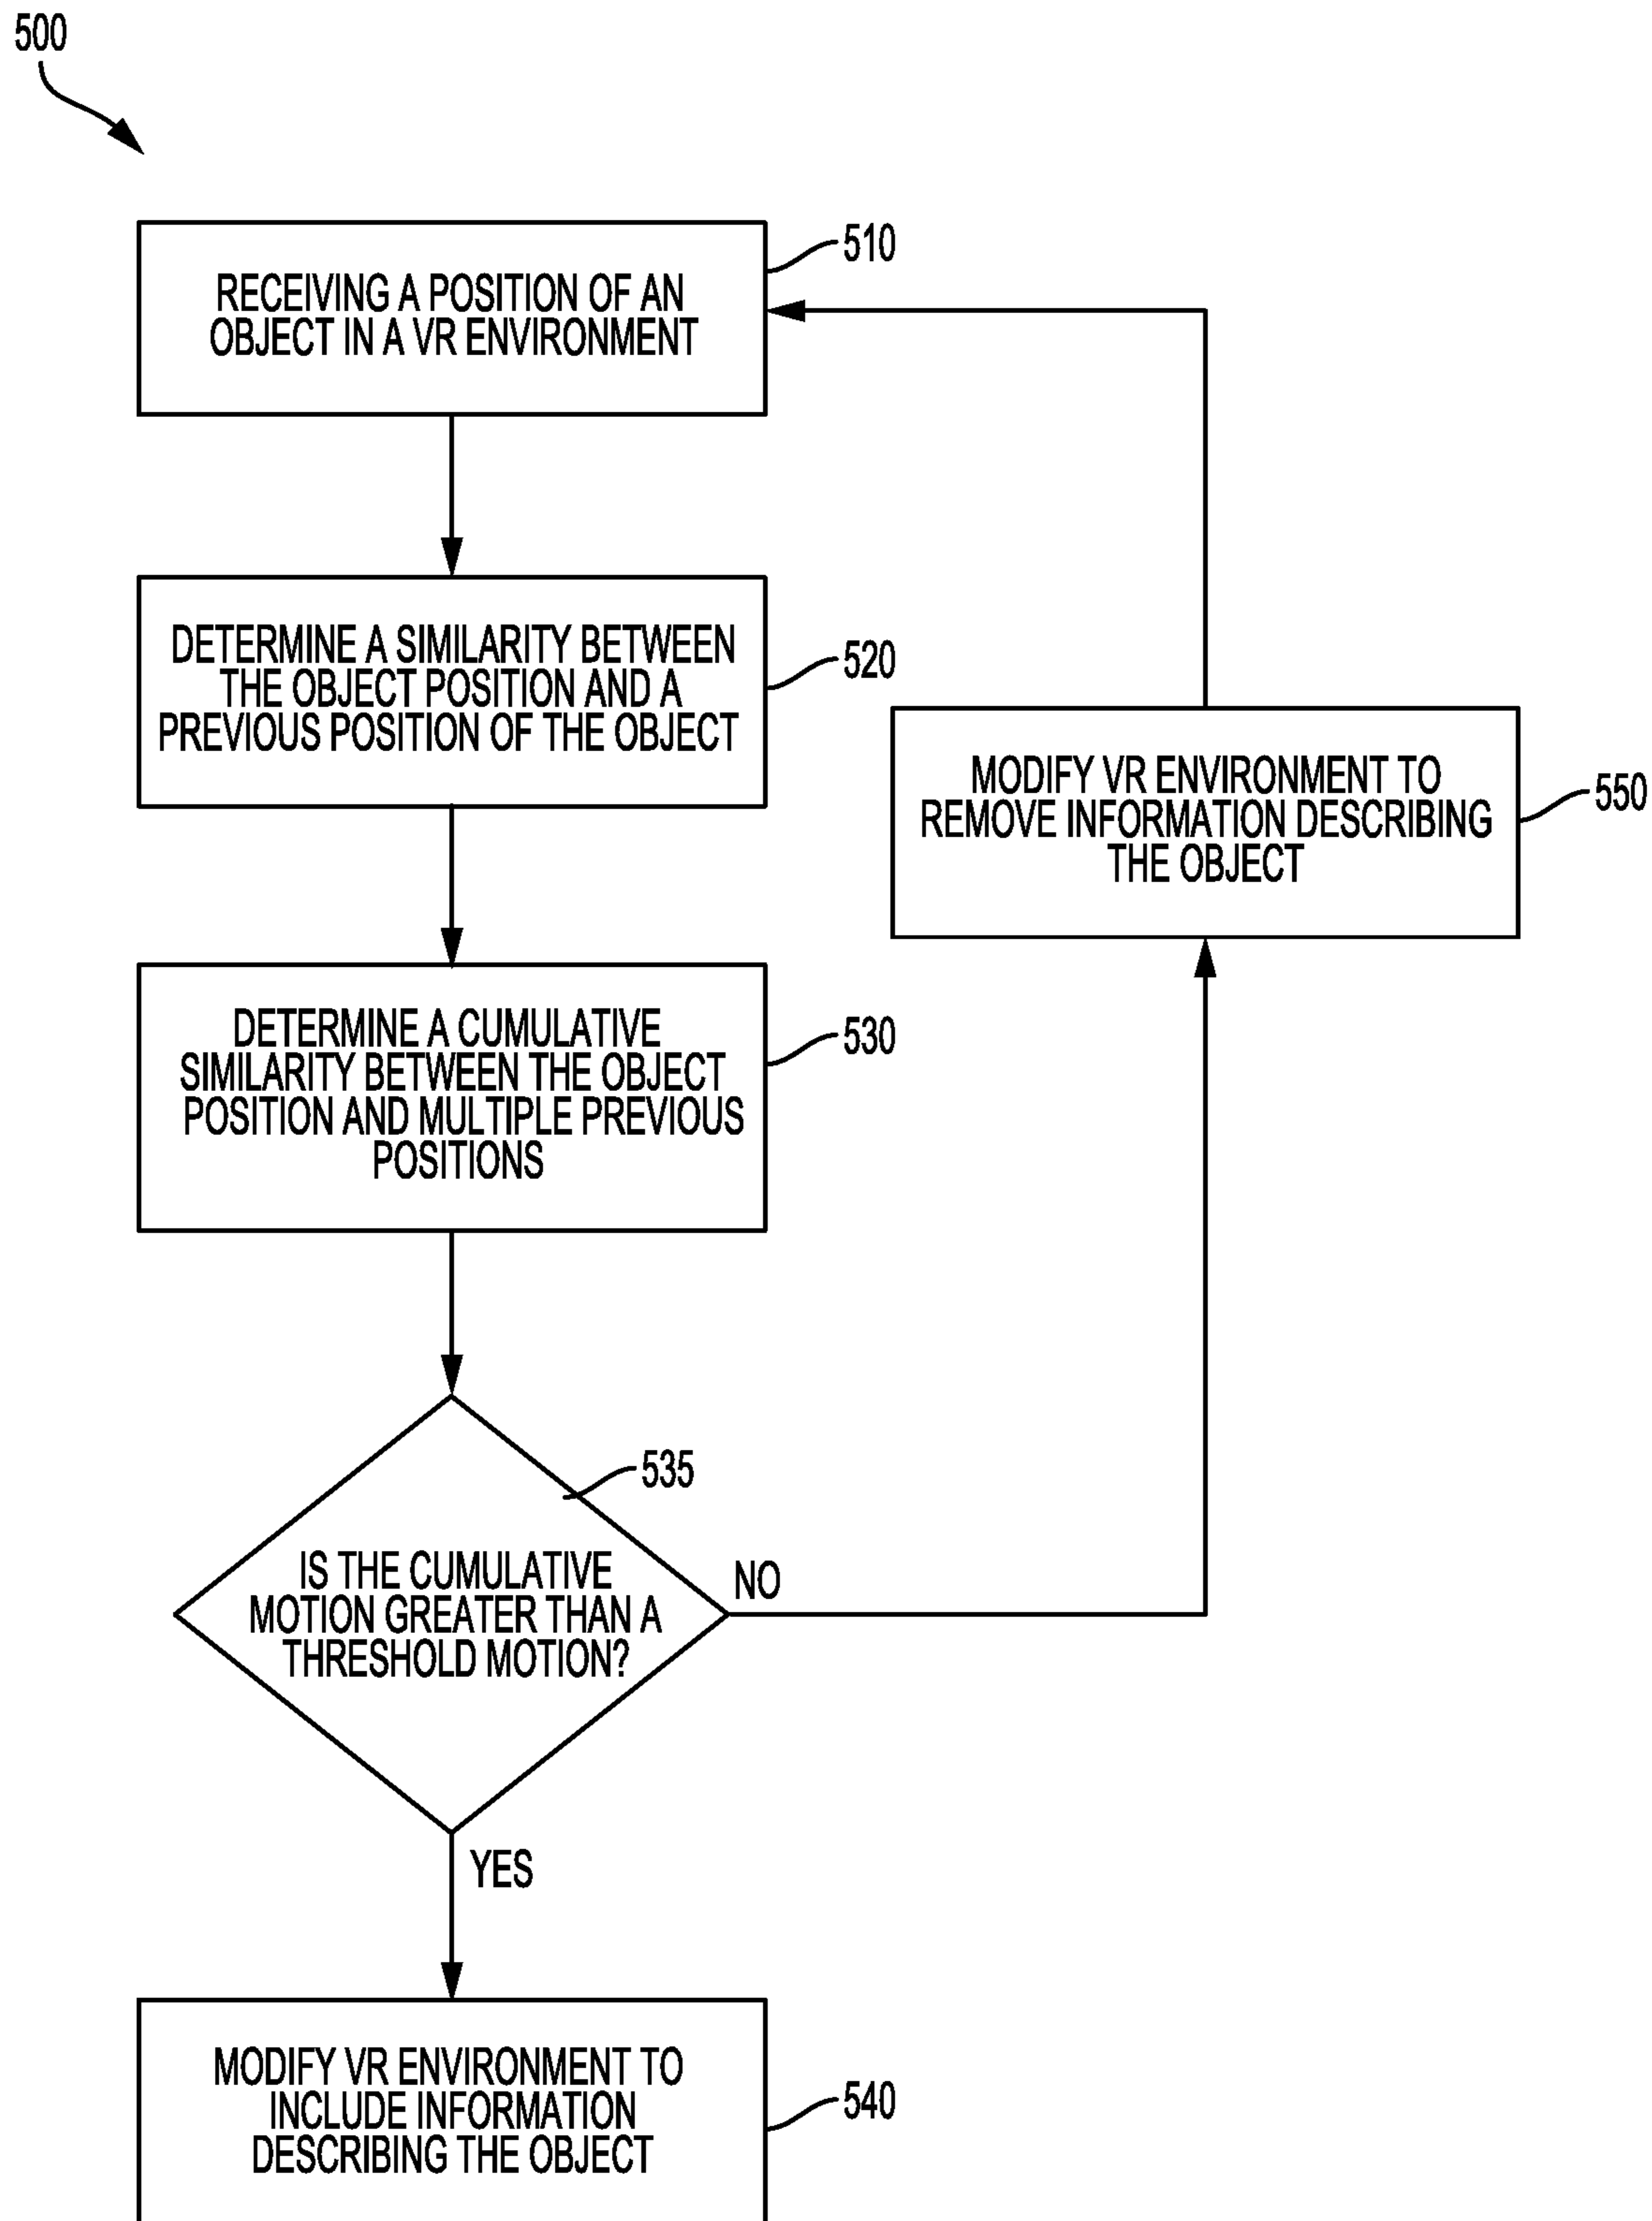 500
510
RECEIVING A POSITION OF AN
OBJECT IN A VR ENVIRONMENT
520
DETERMINE A SIMILARITY BETWEEN
THE OBJECT POSITION AND A
PREVIOUS POSITION OF THE OBJECT
550
MODIFY VR ENVIRONMENT TO
REMOVE INFORMATION DESCRIBING
THE OBJECT
530
DETERMINE A CUMULATIVE
SIMILARITY BETWEEN THE OBJECT
POSITION AND MULTIPLE PREVIOUS
POSITIONS
535
IS THE CUMULATIVE
MOTION GREATER THAN A
THRESHOLD MOTION?
NO
YES
MODIFY VR ENVIRONMENT TO
INCLUDE INFORMATION
DESCRIBING THE OBJECT
540